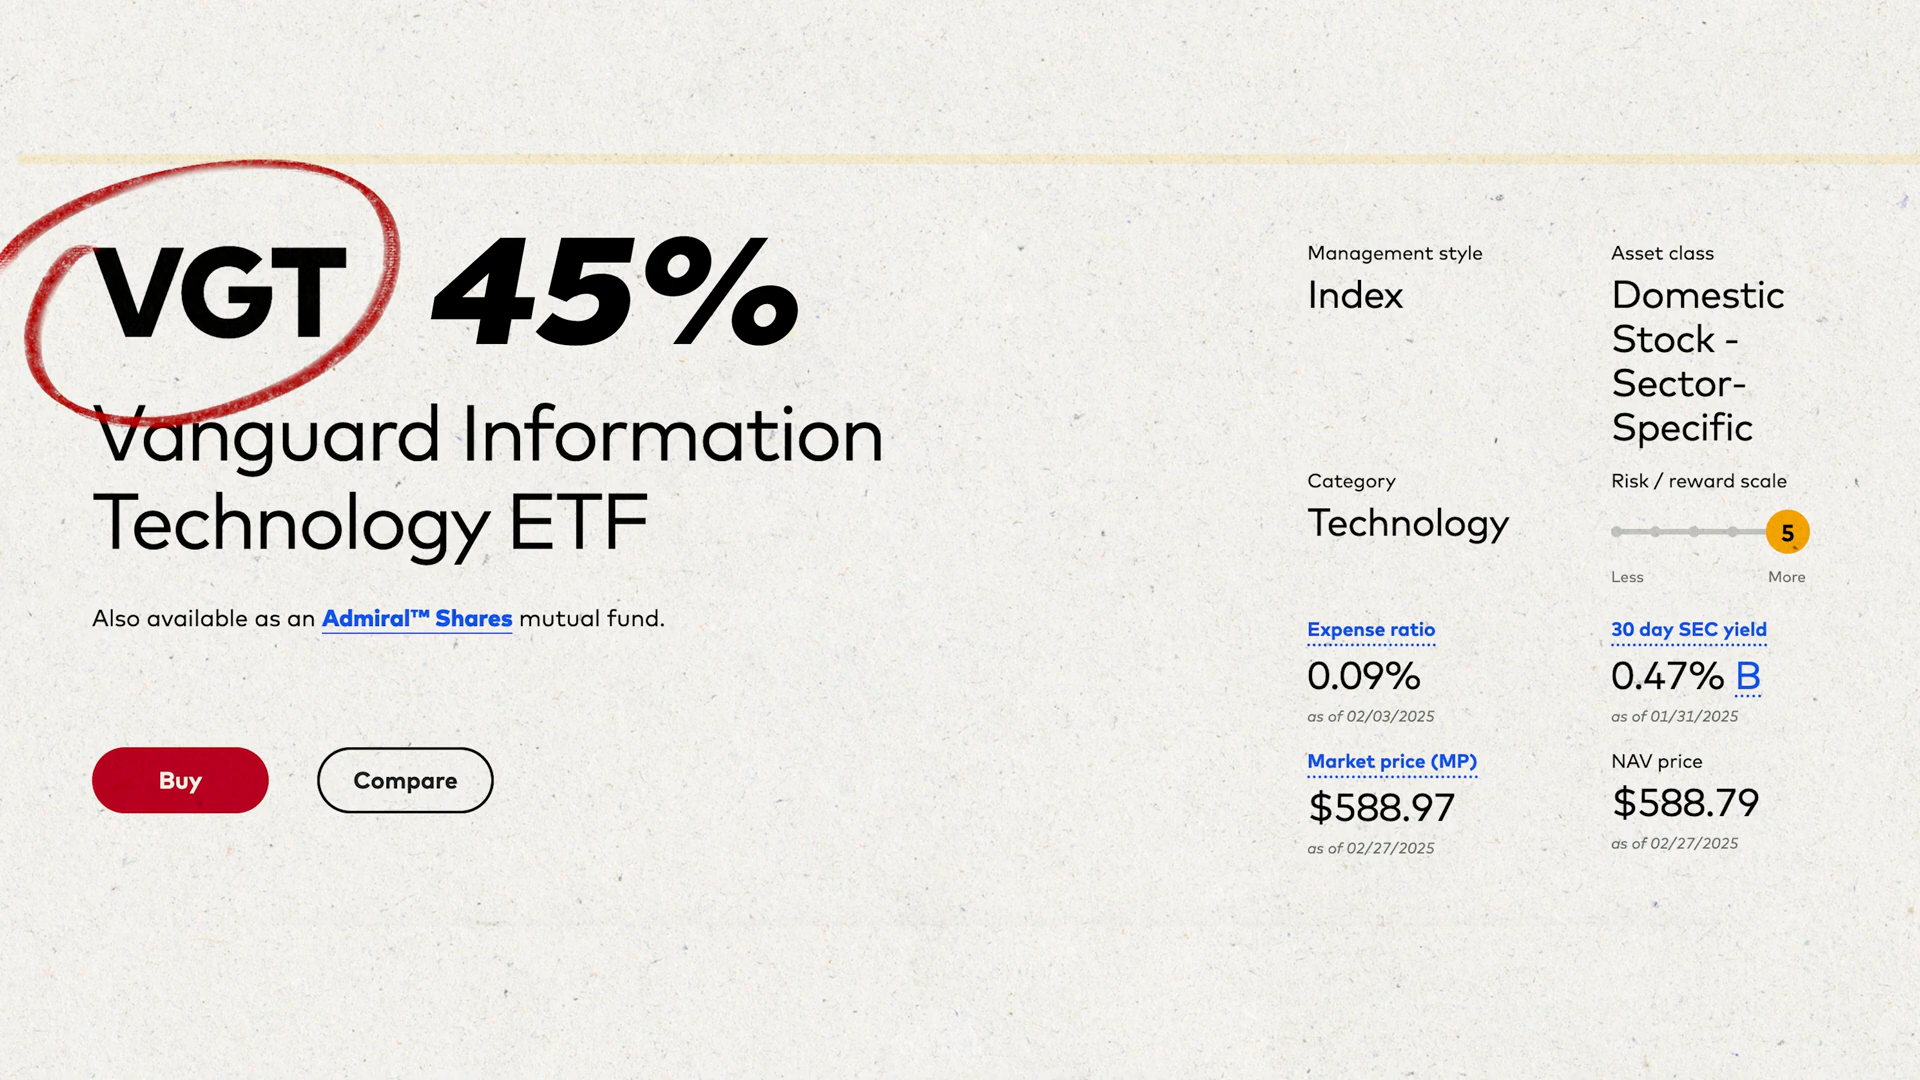 VGT 45%
Vanguard Information
Technology ETF
Also available as an Admiral™ Shares mutual fund.
Buy
Compare
Management style
Index
Asset class
Domestic
Stock -
Sector-
Specific
Category
Technology
Risk / reward scale
5
Less
More
Expense ratio
0.09%
as of 02/03/2025
30 day SEC yield
0.47% B
as of 01/31/2025
Market price (MP)
$588.97
as of 02/27/2025
NAV price
$588.79
as of 02/27/2025